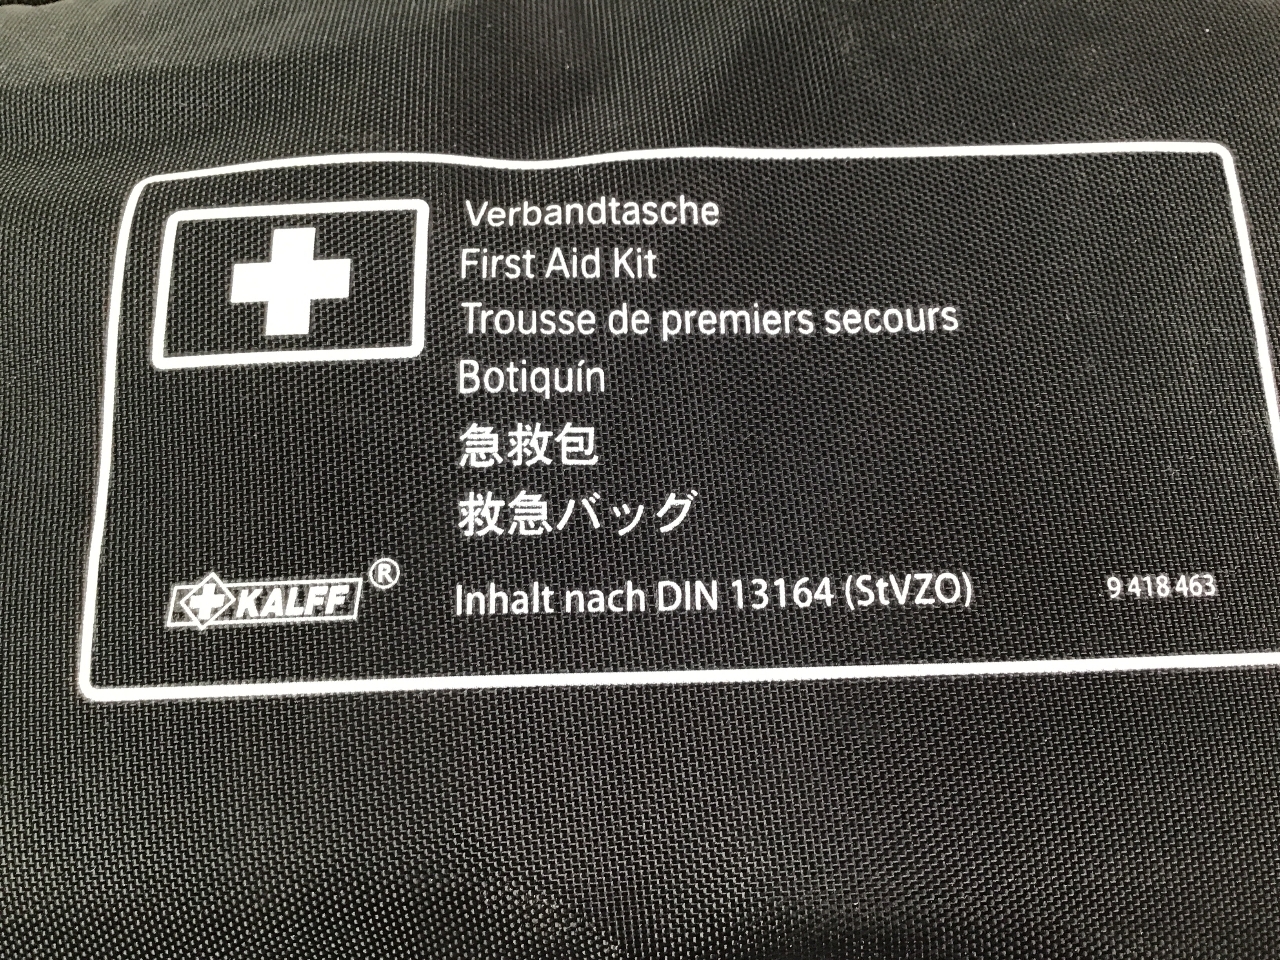 Verbandtasche
First Aid Kit
Trousse de premiers secours
Botiquín
急救包
救急バッグ
KALFF®
Inhalt nach DIN 13164 (StVZO)
9 418 463